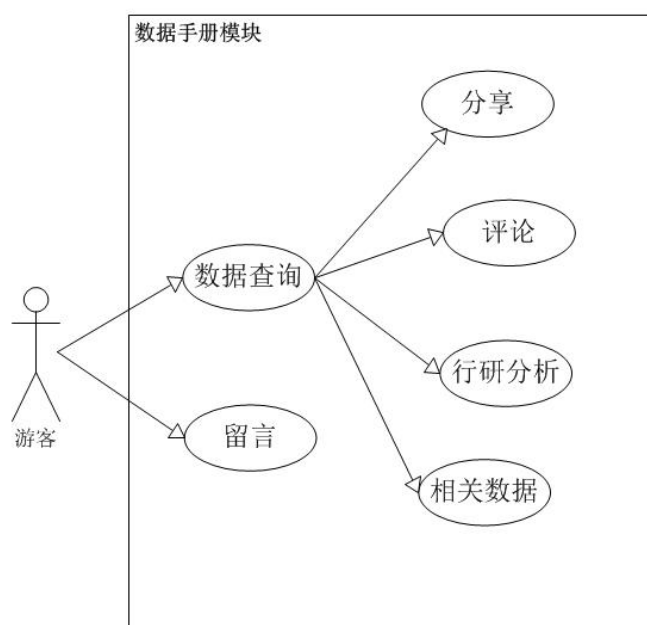 数据手册模块
分享
评论
数据查询
行研分析
游客
留言
相关数据